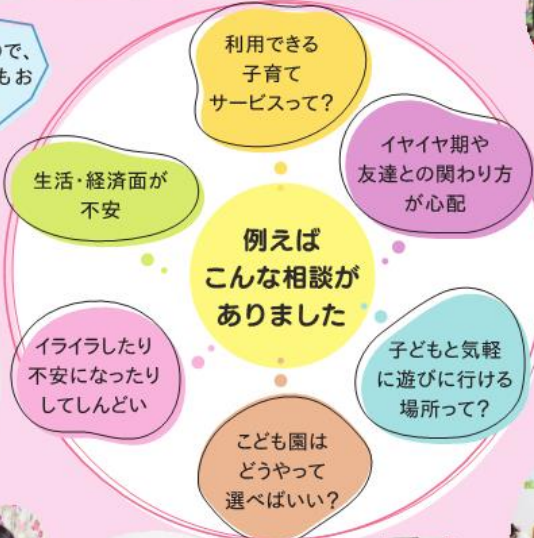 で、
もお
利用できる
子育て
サービスって?
イヤイヤ期や
友達との関わり方
が心配
生活・経済面が
不安
例えば
こんな相談が
ありました
イライラしたり
不安になったり
してしんどい
子どもと気軽
に遊びに行ける
場所って?
こども園は
どうやって
選べばいい?